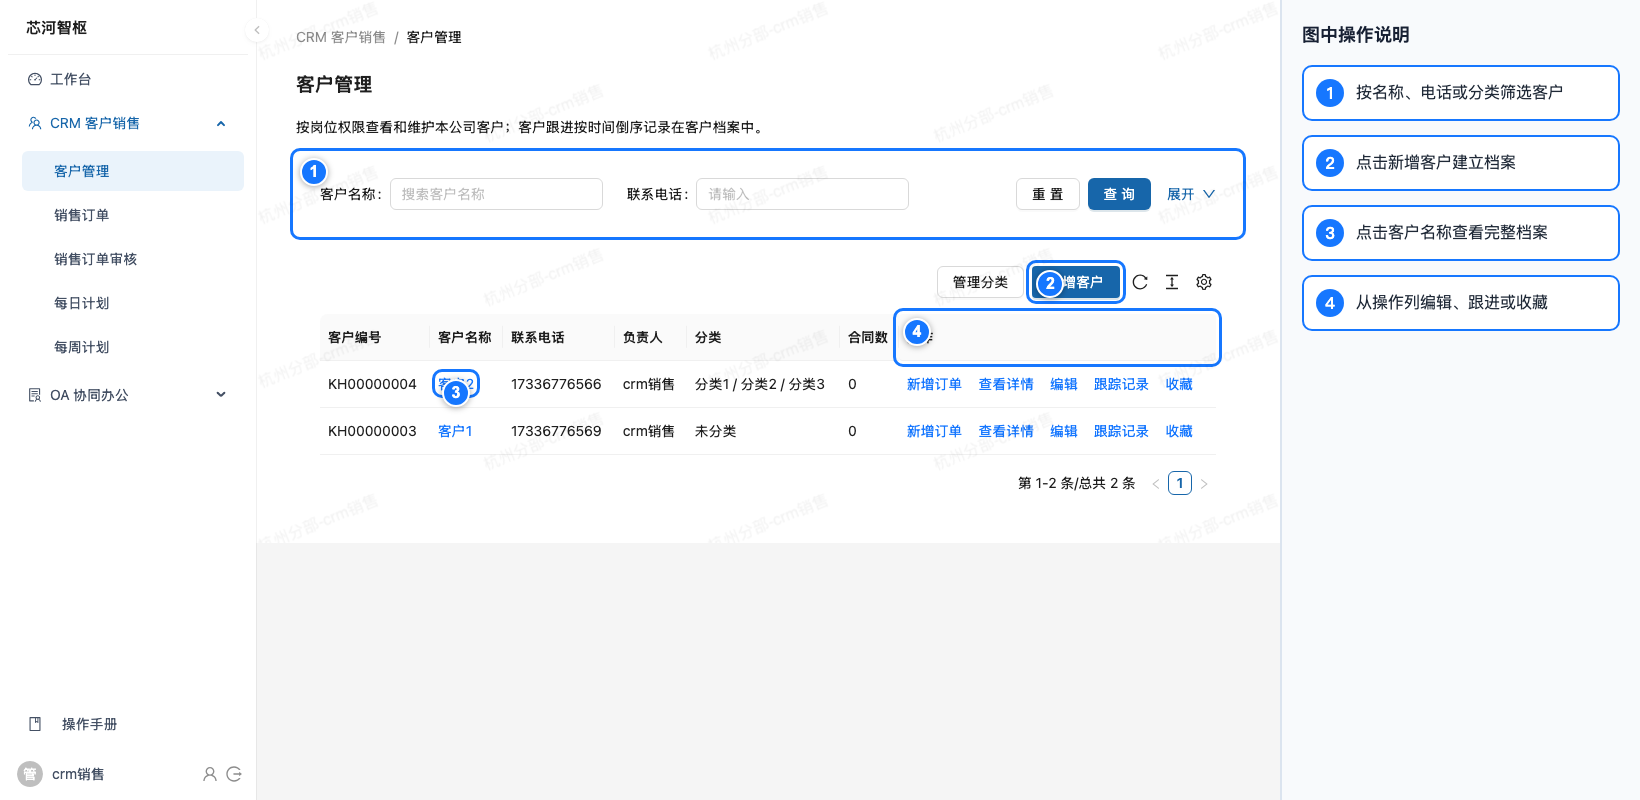 芯河智枢
工作台
CRM 客户销售
客户管理
销售订单
销售订单审核
每日计划
每周计划
OA 协同办公
操作手册
管 crm销售
CRM 客户销售 / 客户管理
客户管理
按岗位权限查看和维护本公司客户；客户跟进按时间倒序记录在客户档案中。
1
客户名称: 搜索客户名称 联系电话: 请输入 重 置 查 询 展开
管理分类 2 增客户
4
客户编号 客户名称 联系电话 负责人 分类 合同数
KH00000004 客户2 17336776566 crm销售 分类1 / 分类2 / 分类3 0 新增订单 查看详情 编辑 跟踪记录 收藏
3
KH00000003 客户1 17336776569 crm销售 未分类 0 新增订单 查看详情 编辑 跟踪记录 收藏
第 1-2 条/总共 2 条 < 1 >
图中操作说明
1 按名称、电话或分类筛选客户
2 点击新增客户建立档案
3 点击客户名称查看完整档案
4 从操作列编辑、跟进或收藏
杭州分部-crm销售